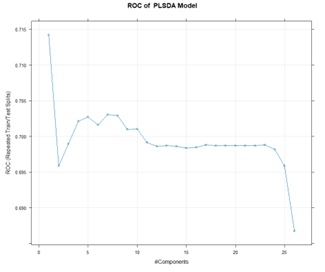 ROC of PLSDA Model
ROC (Repeated Train/Test Splits)
0.715
0.710
0.705
0.700
0.695
0.690
0 5 10 15 20 25
#Components